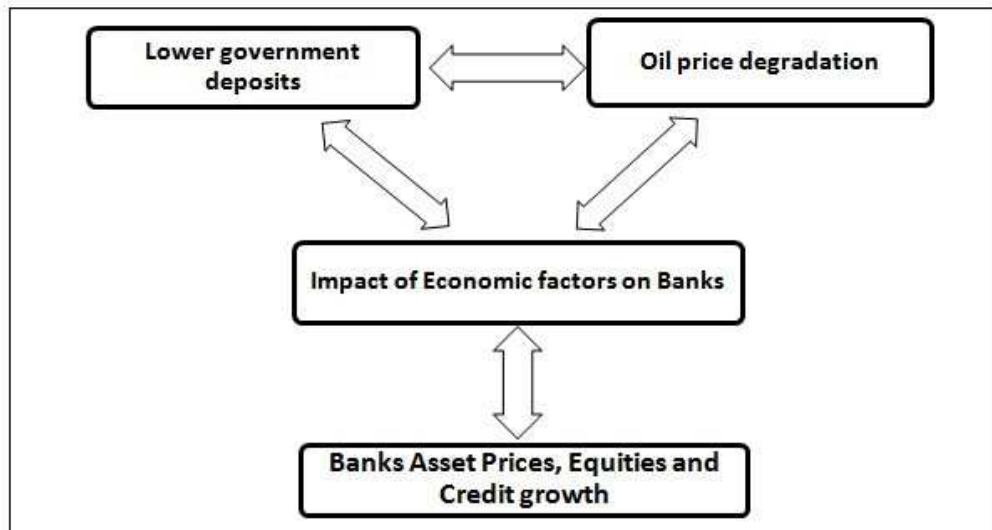 Lower government
deposits
Oil price degradation
Impact of Economic factors on Banks
Banks Asset Prices, Equities and
Credit growth